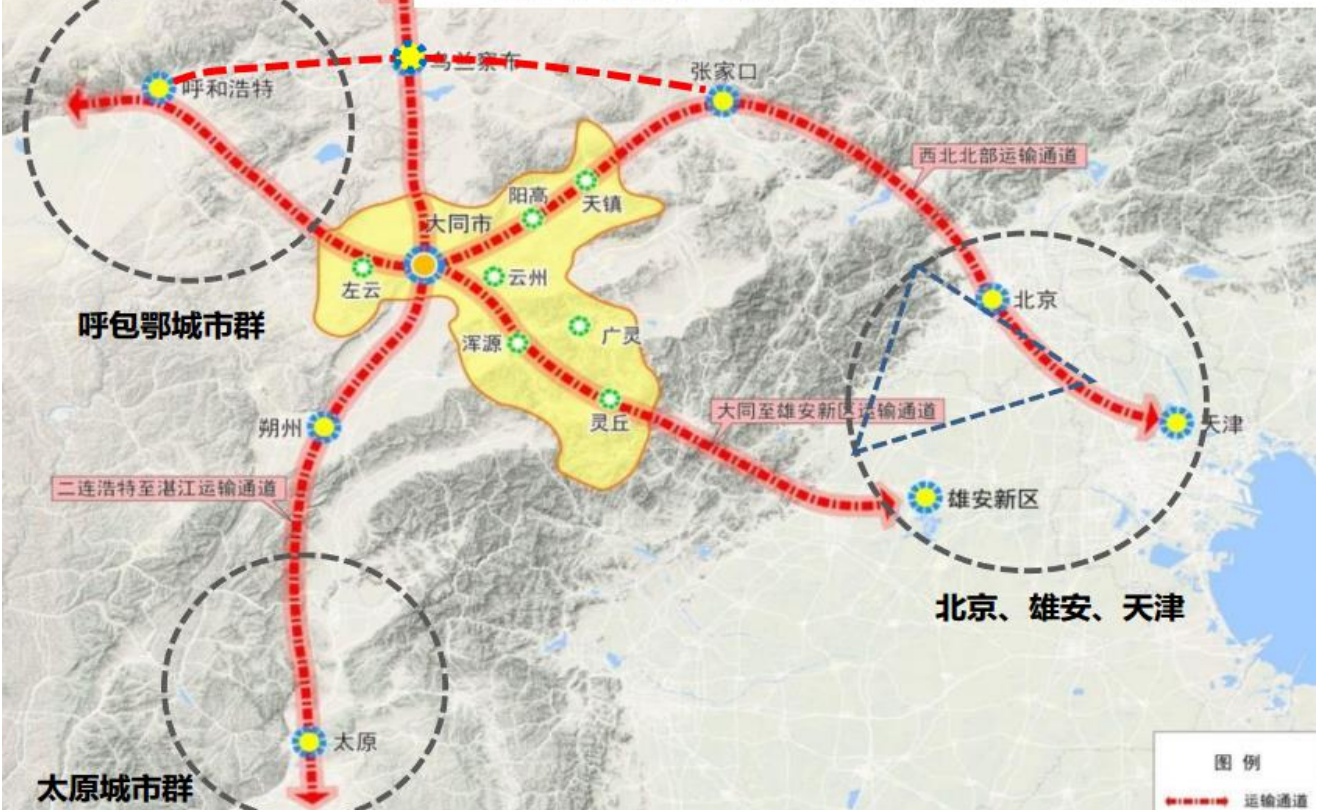 乌兰察布
张家口
呼和浩特
西北北部运输通道
阳高
天镇
大同市
云州
左云
北京
呼包鄂城市群
广灵
浑源
灵丘
大同至雄安新区运输通道
天津
朔州
二连浩特至湛江运输通道
雄安新区
北京、雄安、天津
太原
图 例
太原城市群
运输通道